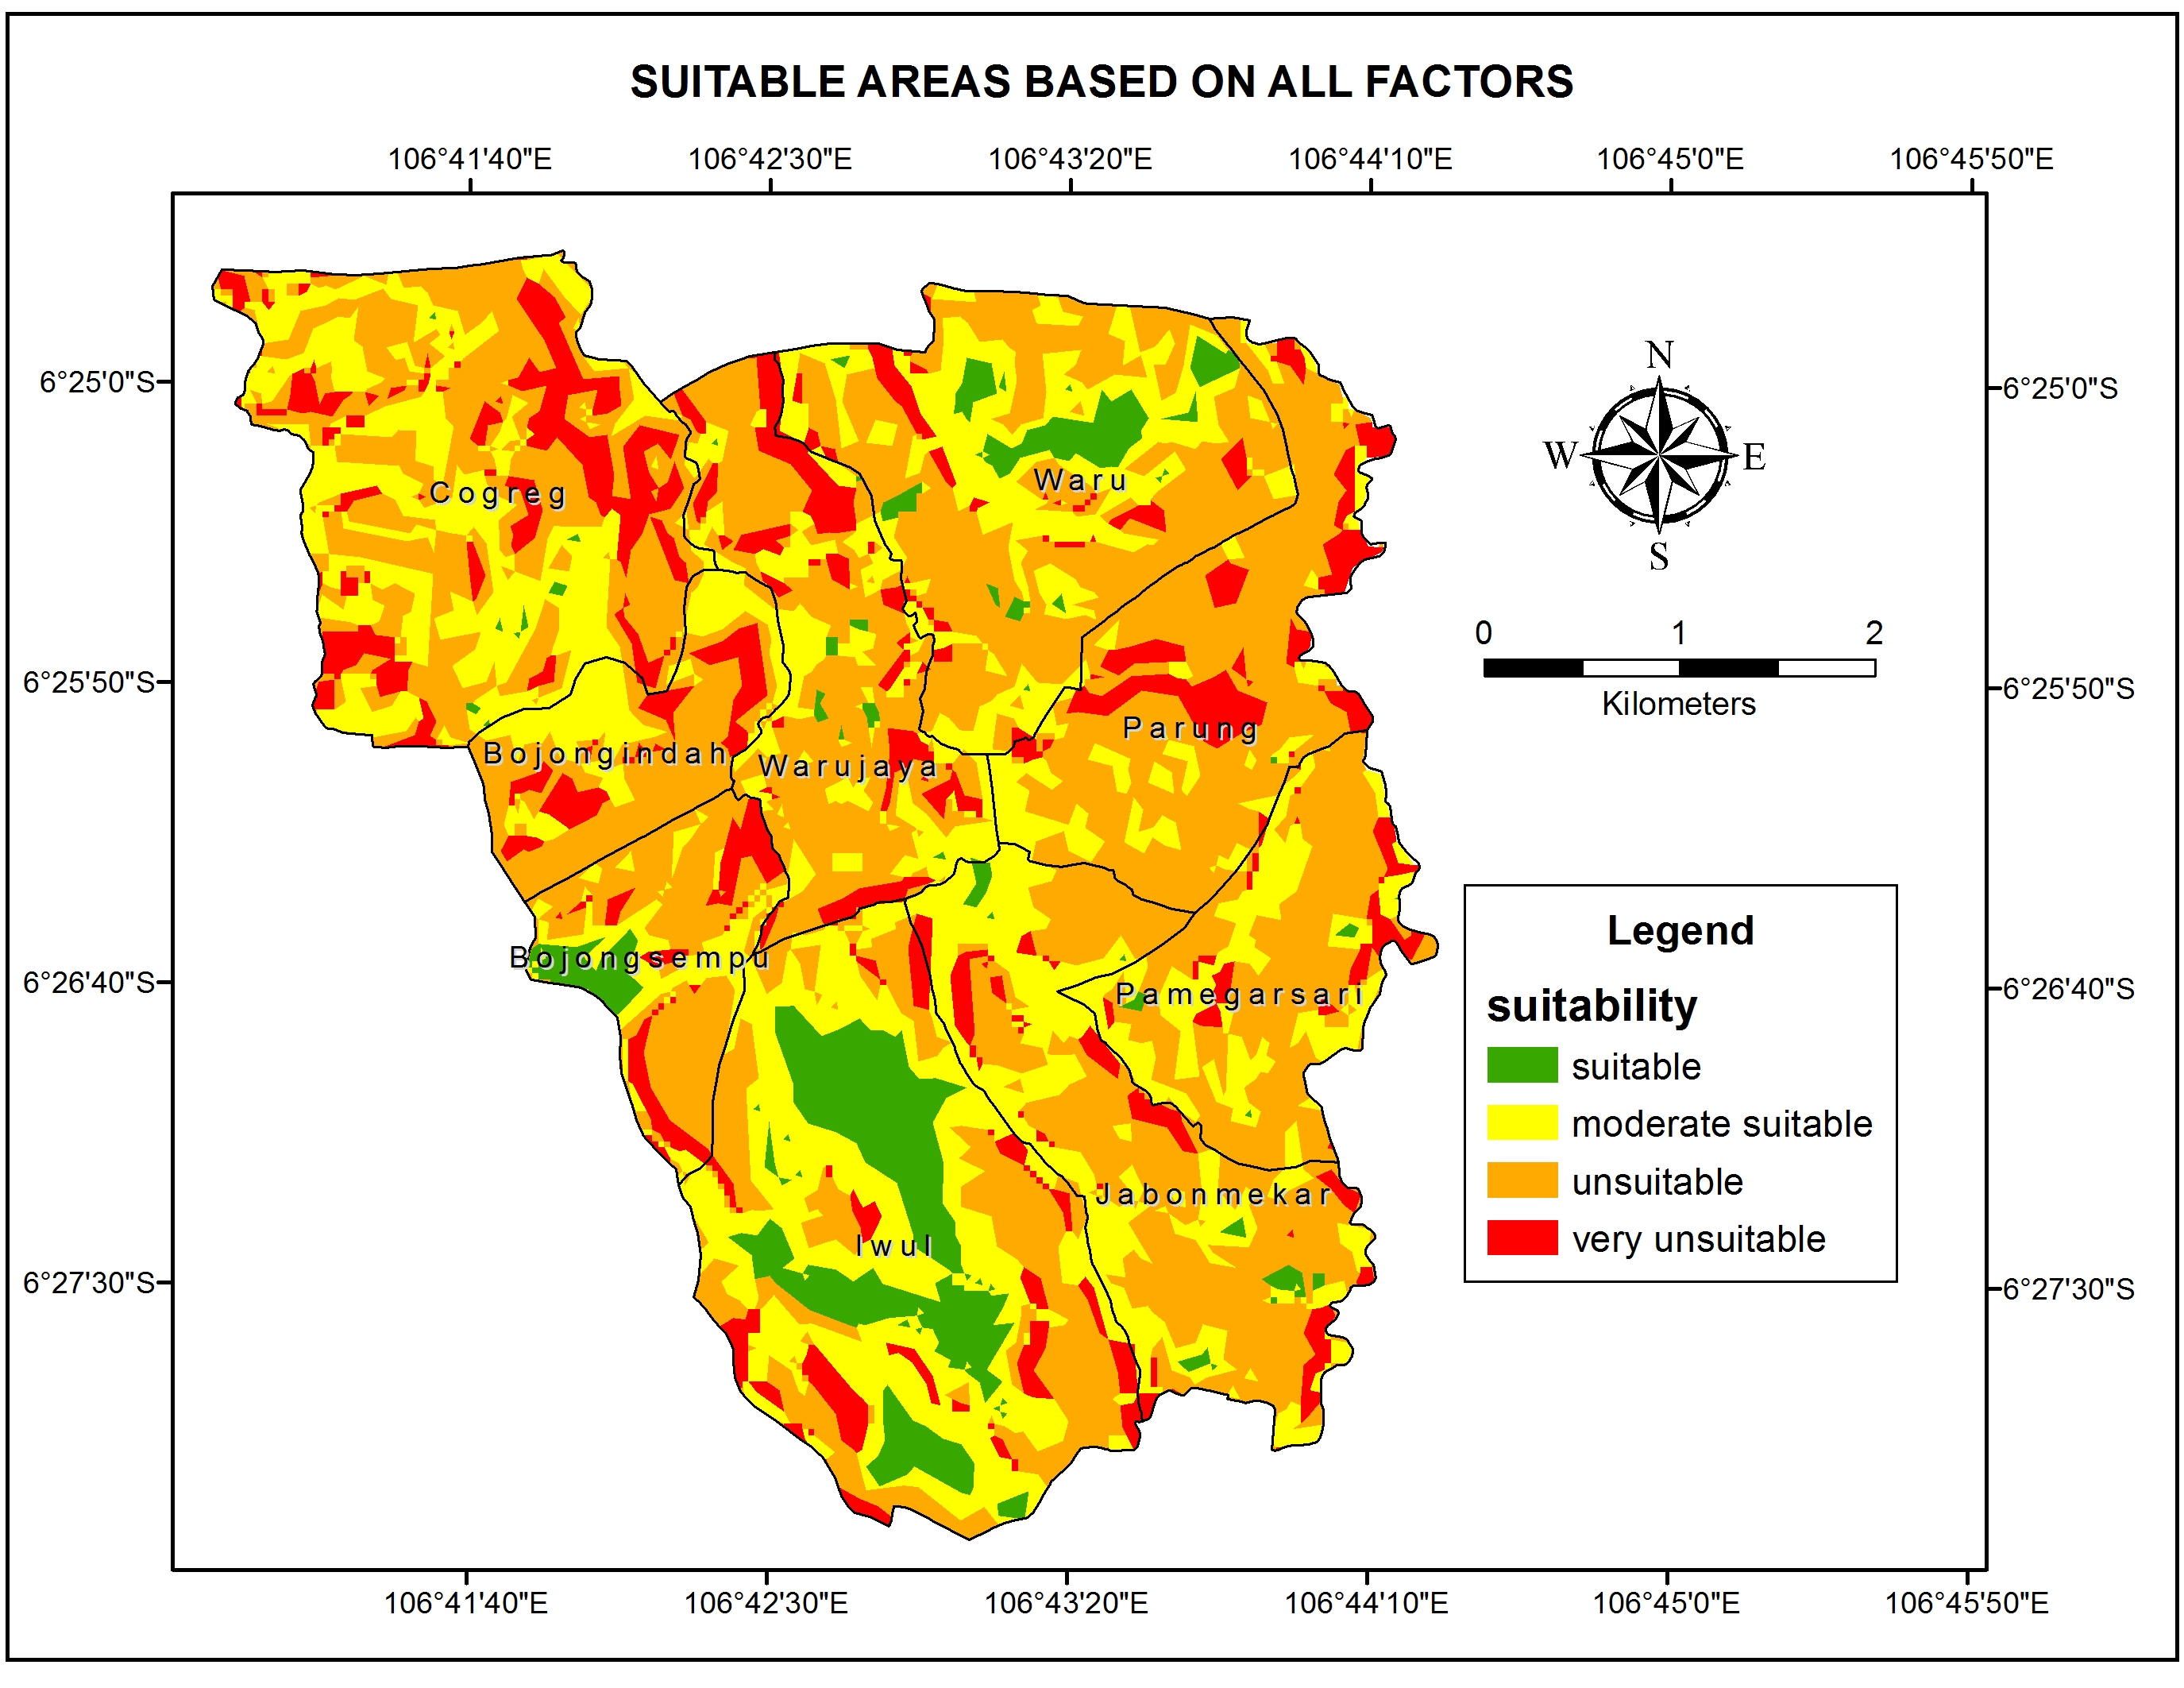 SUITABLE AREAS BASED ON ALL FACTORS
106°41'40"E 106°42'30"E 106°43'20"E 106°44'10"E 106°45'0"E 106°45'50"E
N
6°25'0"S 6°25'0"S
W E
Waru
Cogreg
S
0 1 2
6°25'50"S 6°25'50"S
Kilometers
Parung
Bojongindah
Warujaya
Legend
Bojongsempu
6°26'40"S 6°26'40"S
Pamegarsari
suitability
suitable
moderate suitable
unsuitable
Jabonmekar
very unsuitable
Iwul
6°27'30"S 6°27'30"S
106°41'40"E 106°42'30"E 106°43'20"E 106°44'10"E 106°45'0"E 106°45'50"E